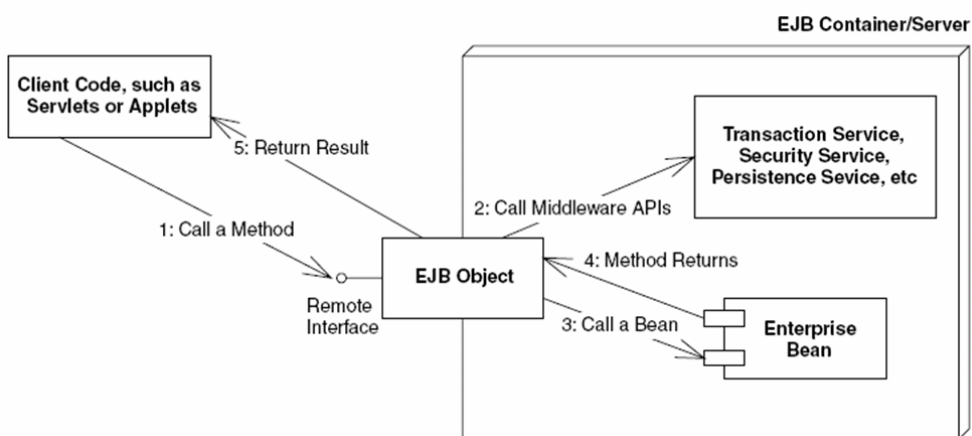 EJB Container/Server
Client Code, such as
Servlets or Applets
Transaction Service,
Security Service,
Persistence Sevice, etc
5: Return Result
2: Call Middleware APIs
1: Call a Method
EJB Object
4: Method Returns
Remote
Interface
3: Call a Bean
Enterprise
Bean